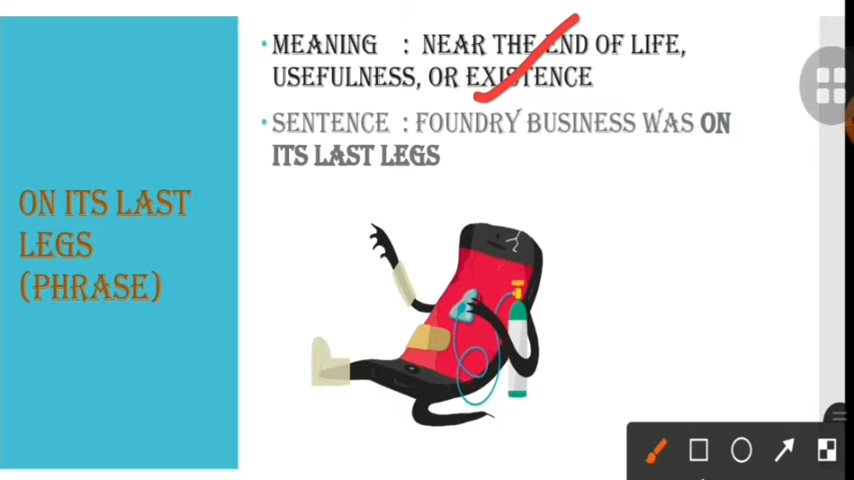 MEANING : NEAR THE END OF LIFE,
USEFULNESS, OR EXISTENCE
SENTENCE : FOUNDRY BUSINESS WAS ON
ITS LAST LEGS
ON ITS LAST
LEGS
(PHRASE)